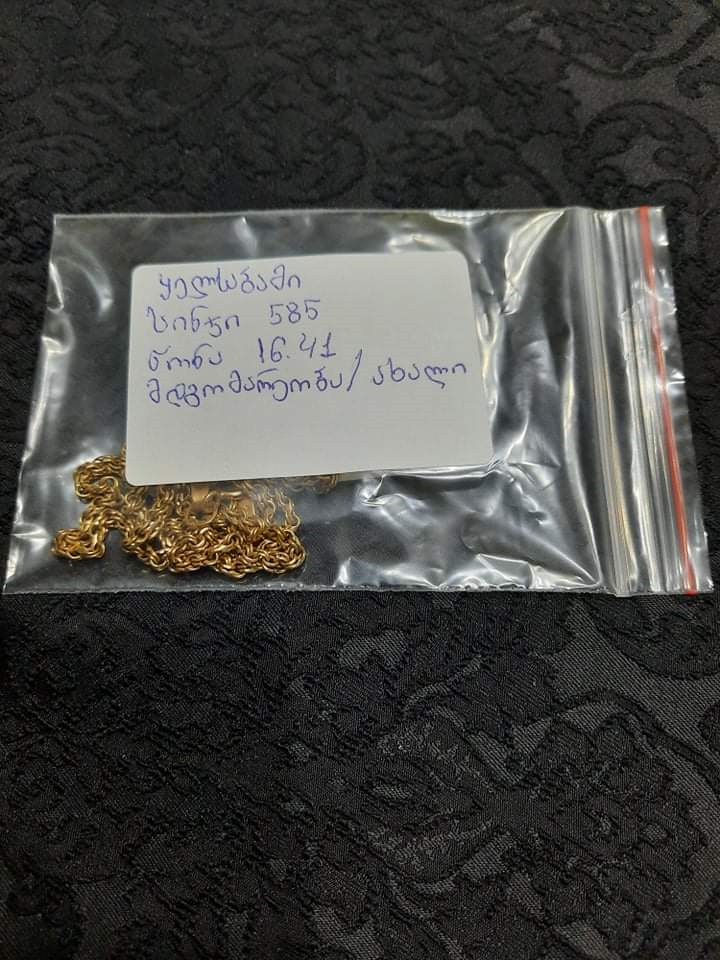 ყელსაბამი
სინჯი 585
წონა 16.41
მდგომარეობა/ახალი